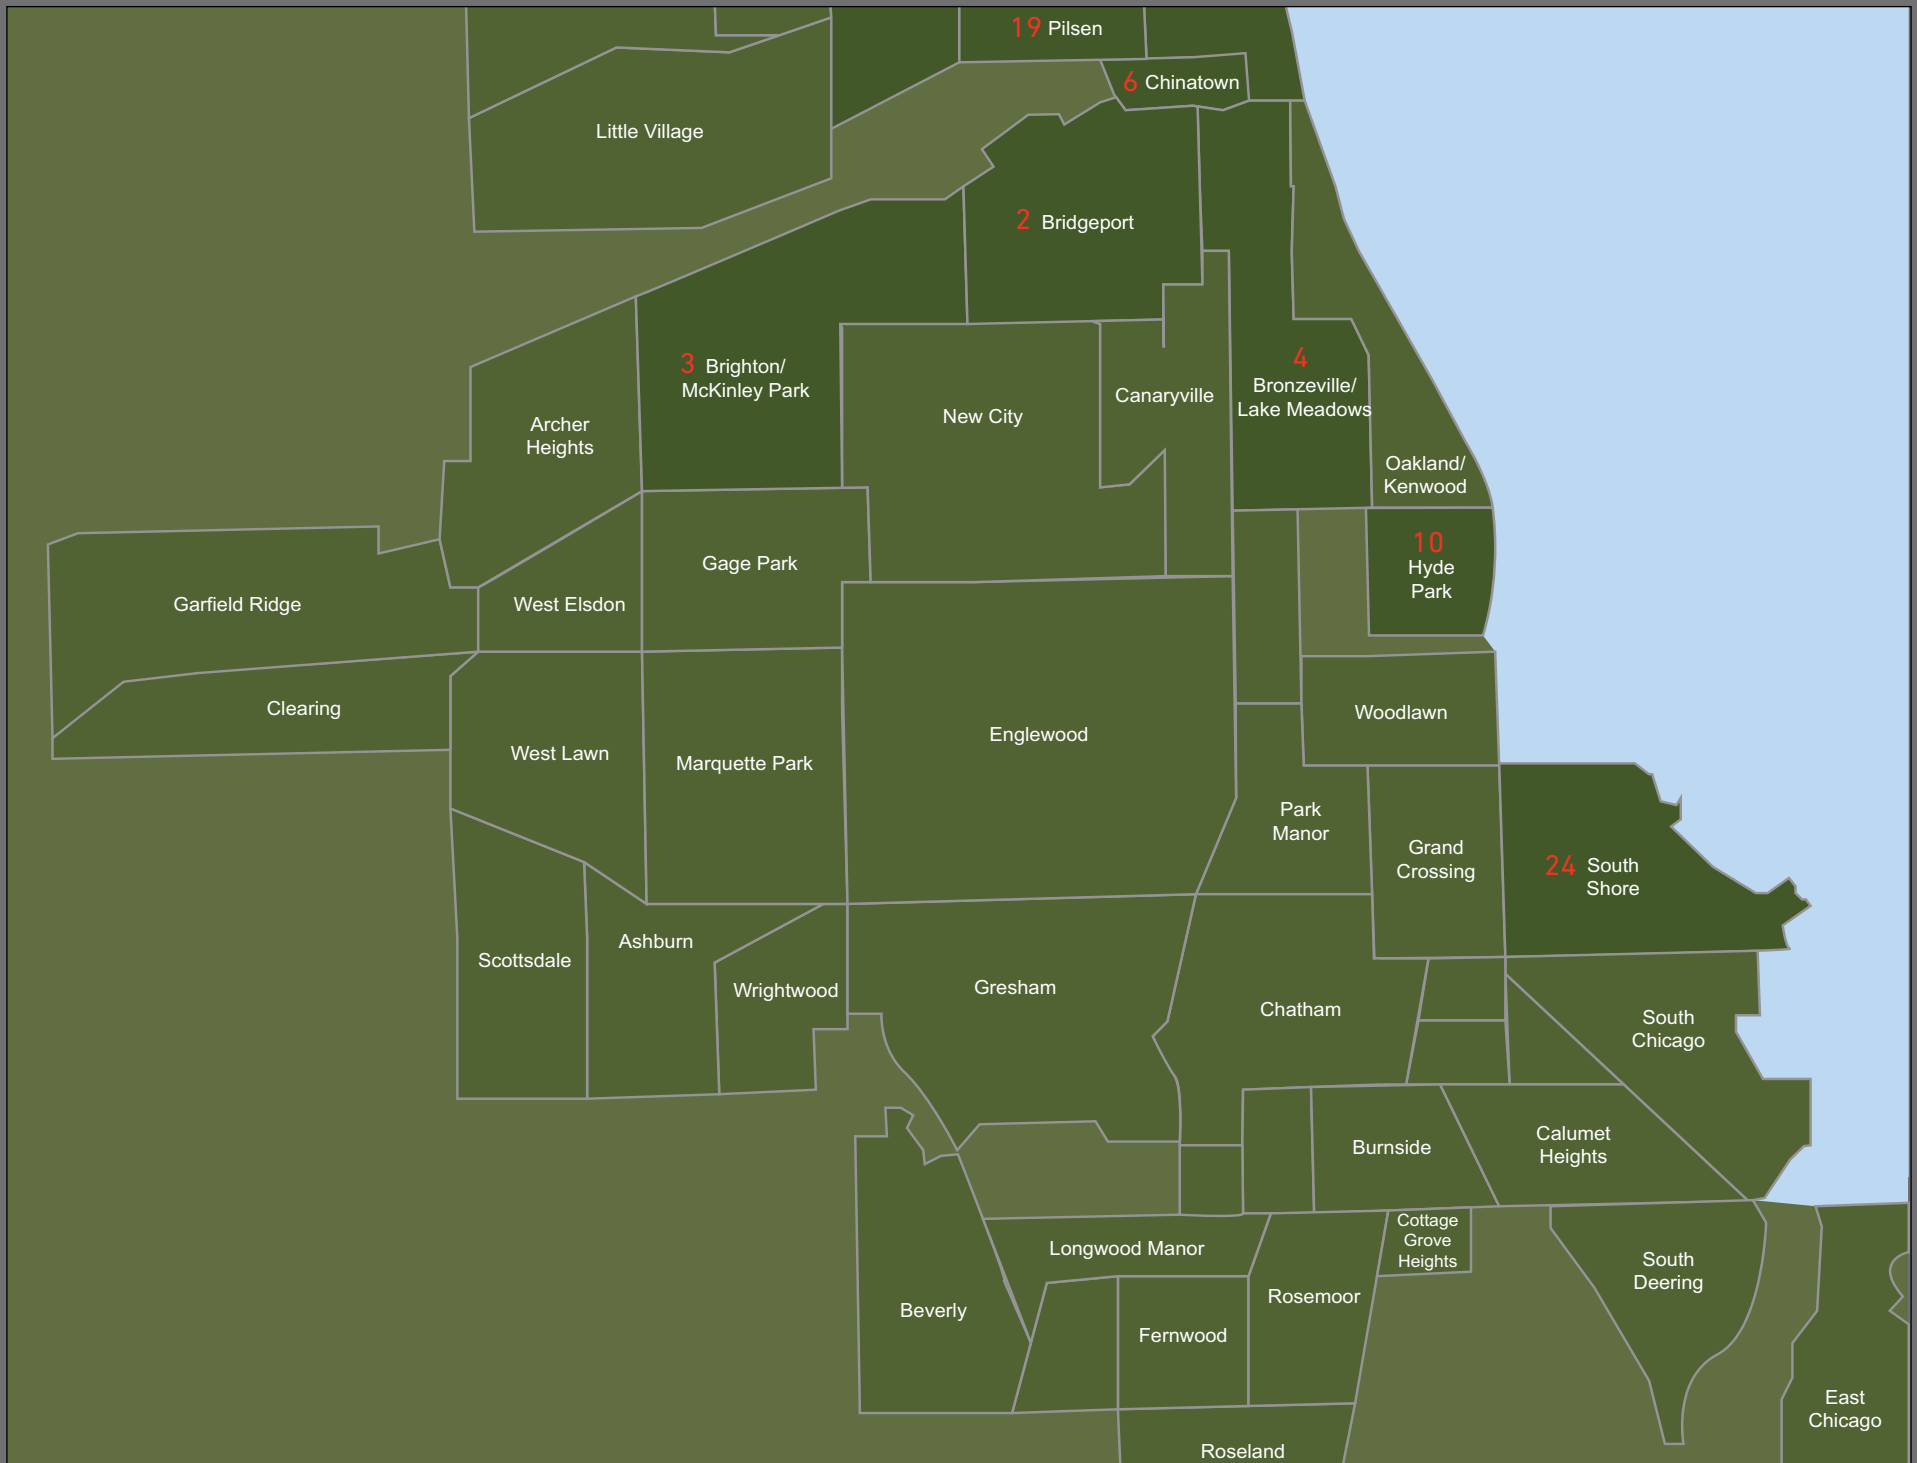 19 Pilsen
6 Chinatown
Little Village
2 Bridgeport
3 Brighton/
McKinley Park
4
Bronzeville/
Lake Meadows
Canaryville
New City
Archer
Heights
Oakland/
Kenwood
10
Hyde
Park
Gage Park
Garfield Ridge
West Elsdon
Clearing
Woodlawn
Englewood
West Lawn
Marquette Park
Park
Manor
Grand
Crossing
24 South
Shore
Ashburn
Scottsdale
Wrightwood
Gresham
Chatham
South
Chicago
Burnside
Calumet
Heights
Cottage
Grove
Heights
Longwood Manor
South
Deering
Rosemoor
Beverly
Fernwood
East
Chicago
Roseland